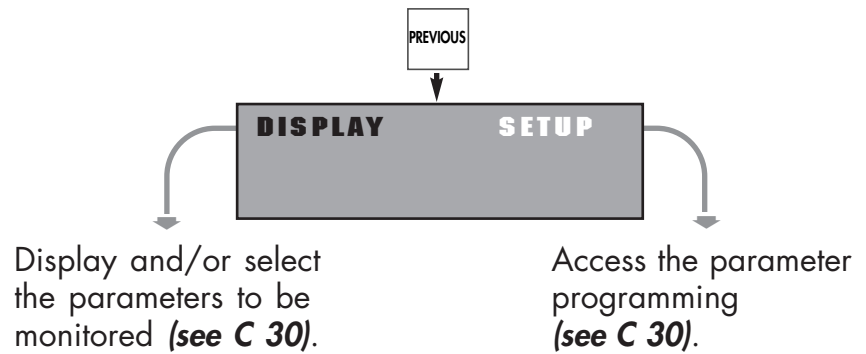 PREVIOUS
DISPLAY SETUP
Display and/or select
the parameters to be
monitored (see C 30).
Access the parameter
programming
(see C 30).